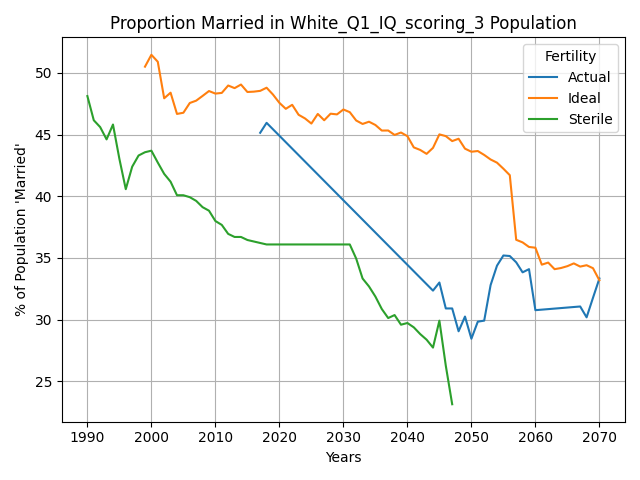 Proportion Married in White_Q1_IQ_scoring_3 Population
% of Population 'Married'
50
45
40
35
30
25
Fertility
Actual
Ideal
Sterile
1990 2000 2010 2020 2030 2040 2050 2060 2070
Years